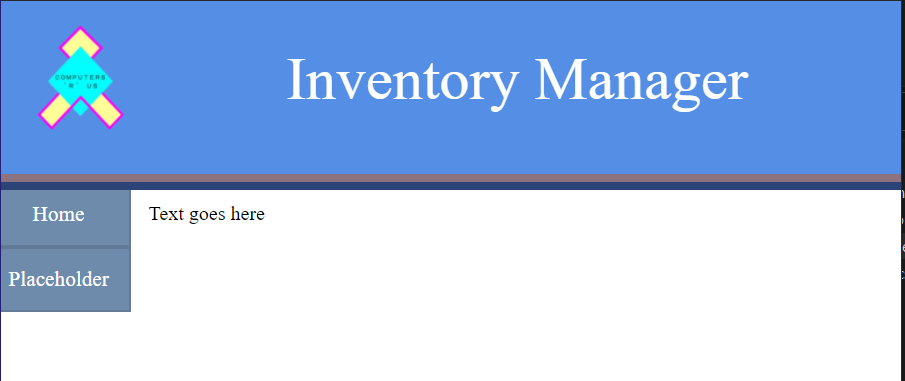 COMPUTERS
'R' US
Inventory Manager
Home
Text goes here
Placeholder